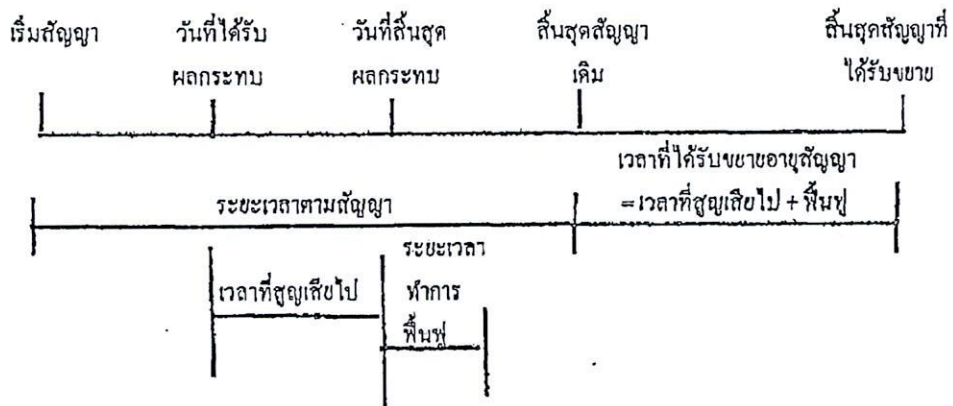 เริ่มสัญญา วันที่ได้รับ วันที่สิ้นสุด สิ้นสุดสัญญา สิ้นสุดสัญญาที่
ผลกระทบ ผลกระทบ เดิม ได้รับขยาย
เวลาที่ได้รับขยายอายุสัญญา
ระยะเวลาตามสัญญา = เวลาที่สูญเสียไป + ฟื้นฟู
ระยะเวลา
เวลาที่สูญเสียไป ทำการ
ฟื้นฟู